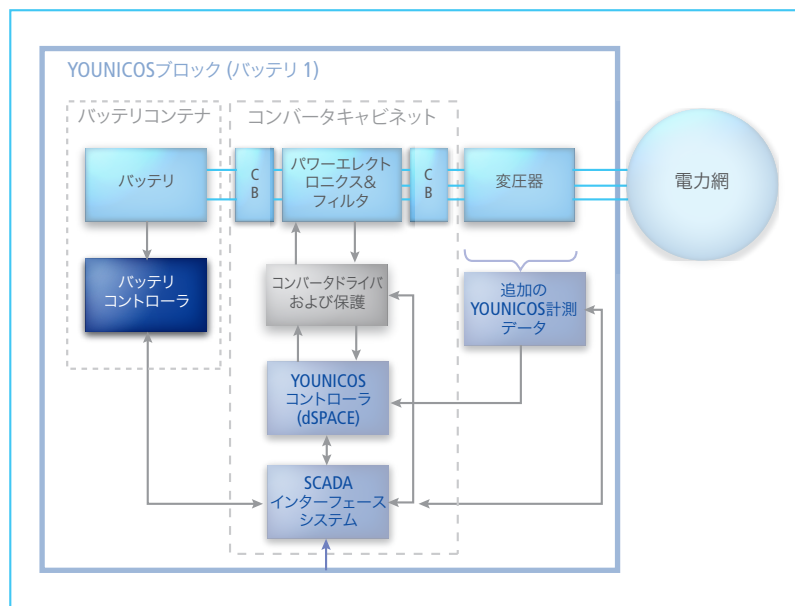 YOUNICOSブロック (バッテリ 1)
バッテリコンテナ
コンバータキャビネット
バッテリ
C
B
パワーエレクト
ロニクス&
フィルタ
C
B
変圧器
電力網
バッテリ
コントローラ
コンバータドライバ
および保護
追加の
YOUNICOS計測
データ
YOUNICOS
コントローラ
(dSPACE)
SCADA
インターフェース
システム